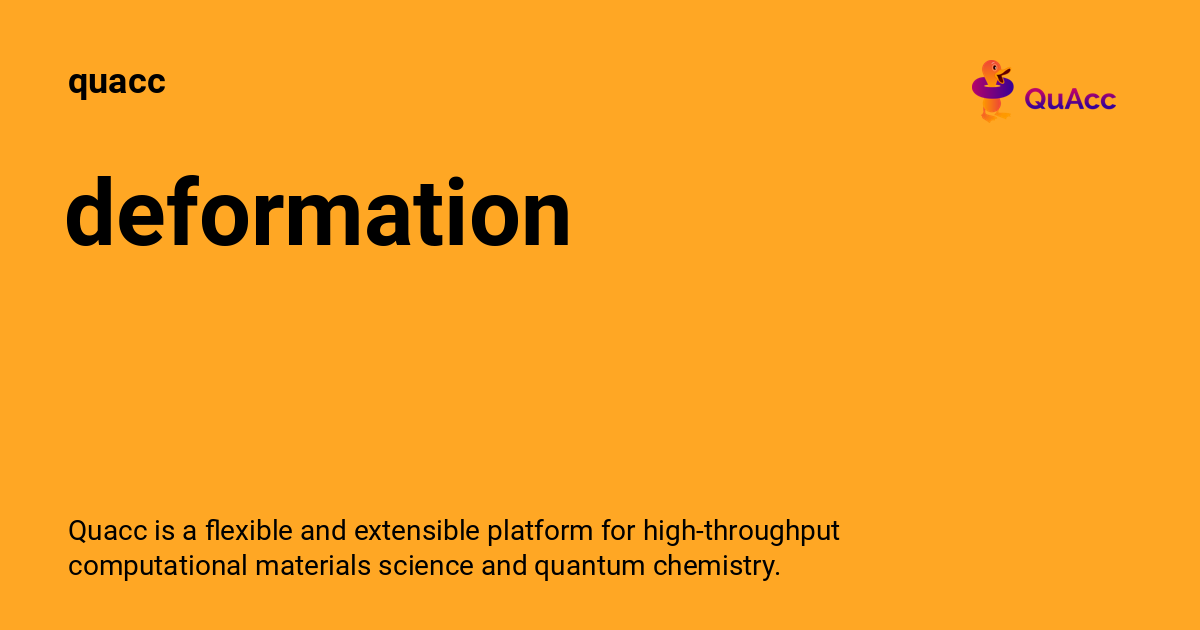 quacc
QuAcc
deformation
Quacc is a flexible and extensible platform for high-throughput
computational materials science and quantum chemistry.